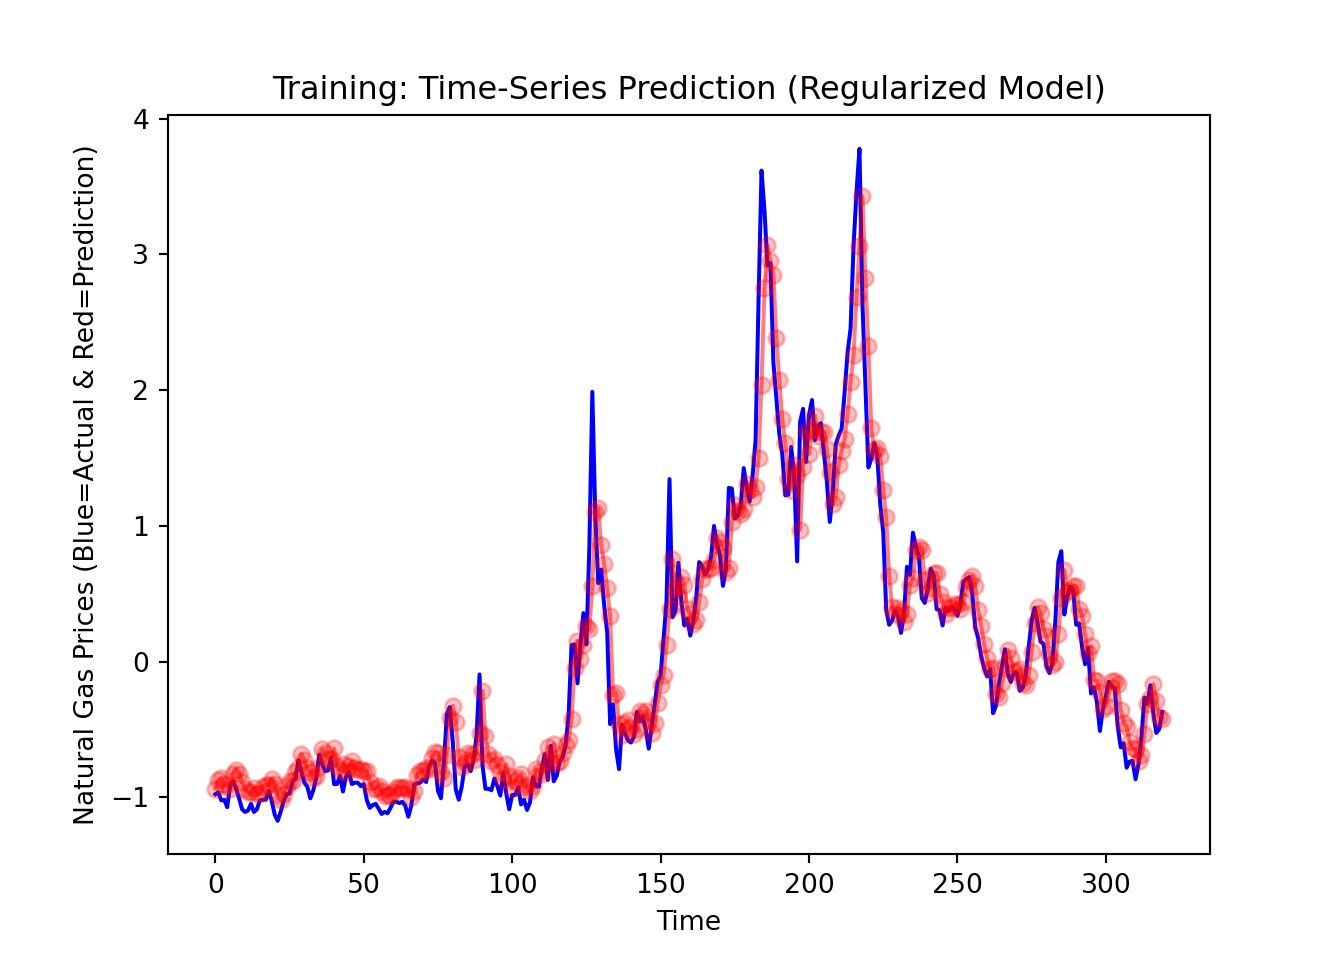 Training: Time-Series Prediction (Regularized Model)
Natural Gas Prices (Blue=Actual & Red=Prediction)
4
3
2
1
0
−1
0 50 100 150 200 250 300
Time